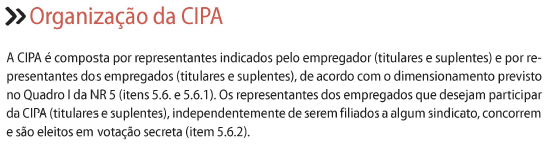 Organização da CIPA
A CIPA é composta por representantes indicados pelo empregador (titulares e suplentes) e por re-
presentantes dos empregados (titulares e suplentes), de acordo com o dimensionamento previsto
no Quadro I da NR 5 (itens 5.6. e 5.6.1). Os representantes dos empregados que desejam participar
da CIPA (titulares e suplentes), independentemente de serem filiados a algum sindicato, concorrem
e são eleitos em votação secreta (item 5.6.2).